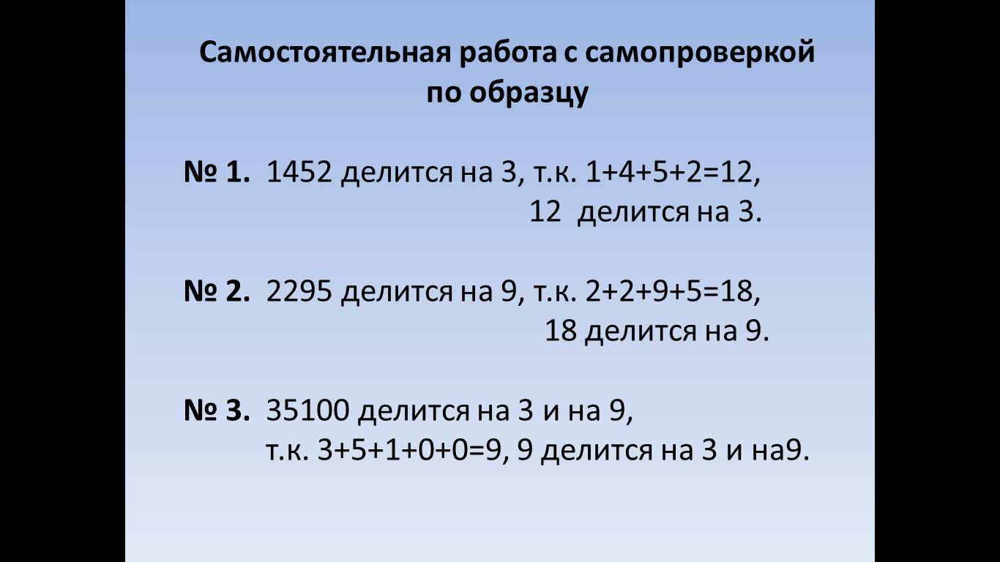 Самостоятельная работа с самопроверкой
по образцу
№ 1. 1452 делится на 3, т.к. 1+4+5+2=12,
12 делится на 3.
№ 2. 2295 делится на 9, т.к. 2+2+9+5=18,
18 делится на 9.
№ 3. 35100 делится на 3 и на 9,
т.к. 3+5+1+0+0=9, 9 делится на 3 и на9.